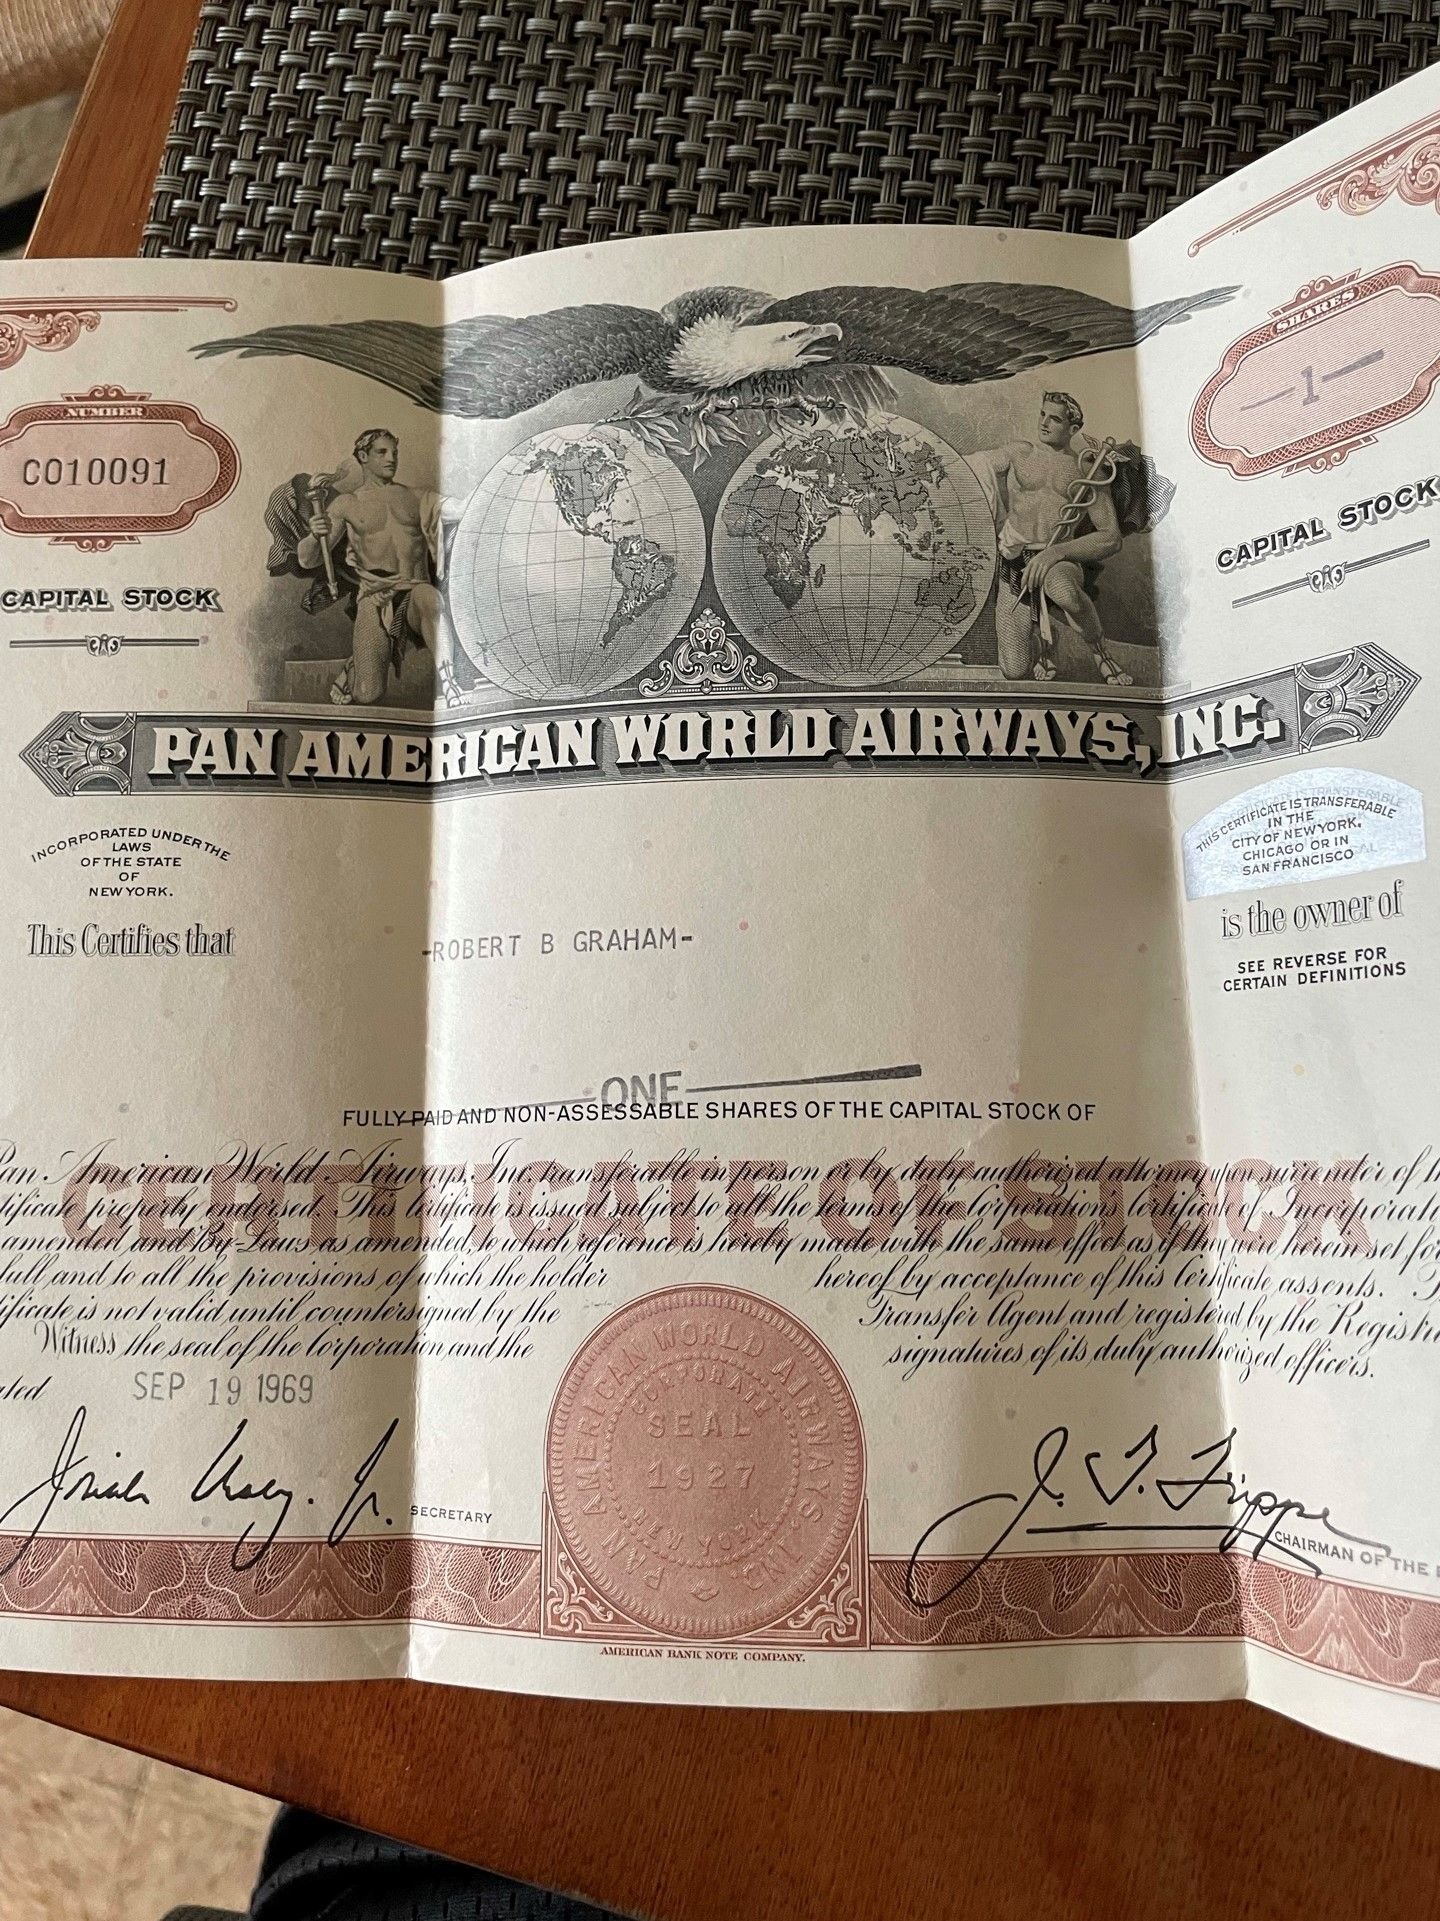 NUMBER
C010091
CAPITAL STOCK
SHARES
—1—
CAPITAL STOCK
PAN AMERICAN WORLD AIRWAYS, INC.
INCORPORATED UNDER THE
LAWS
OF THE STATE
OF
NEW YORK.
THIS CERTIFICATE IS TRANSFERABLE
IN THE
CITY OF NEW YORK,
CHICAGO OR IN
SAN FRANCISCO
This Certifies that
-ROBERT B GRAHAM-
is the owner of
SEE REVERSE FOR
CERTAIN DEFINITIONS
ONE
FULLY PAID AND NON-ASSESSABLE SHARES OF THE CAPITAL STOCK OF
CERTIFICATE OF STOCK
Pan American World Airways, Inc. transferable in person or by duly authorized attorney upon surrender of
tificate properly endorsed. This certificate is issued subject to all the terms of the Corporation's Certificate of Incorporati
amended and By-Laws as amended, to which reference is hereby made with the same effect as if they were herein set for
full, and to all the provisions of which the holder hereof by acceptance of this Certificate assents.
tificate is not valid until countersigned by the Transfer Agent and registered by the Registr
Witness the seal of the Corporation and the signatures of its duly authorized officers.
ated SEP 19 1969
SECRETARY
PAN AMERICAN WORLD AIRWAYS, INC.
CORPORATE
SEAL
1927
NEW YORK
J. T. Trippe
CHAIRMAN OF THE
AMERICAN BANK NOTE COMPANY.